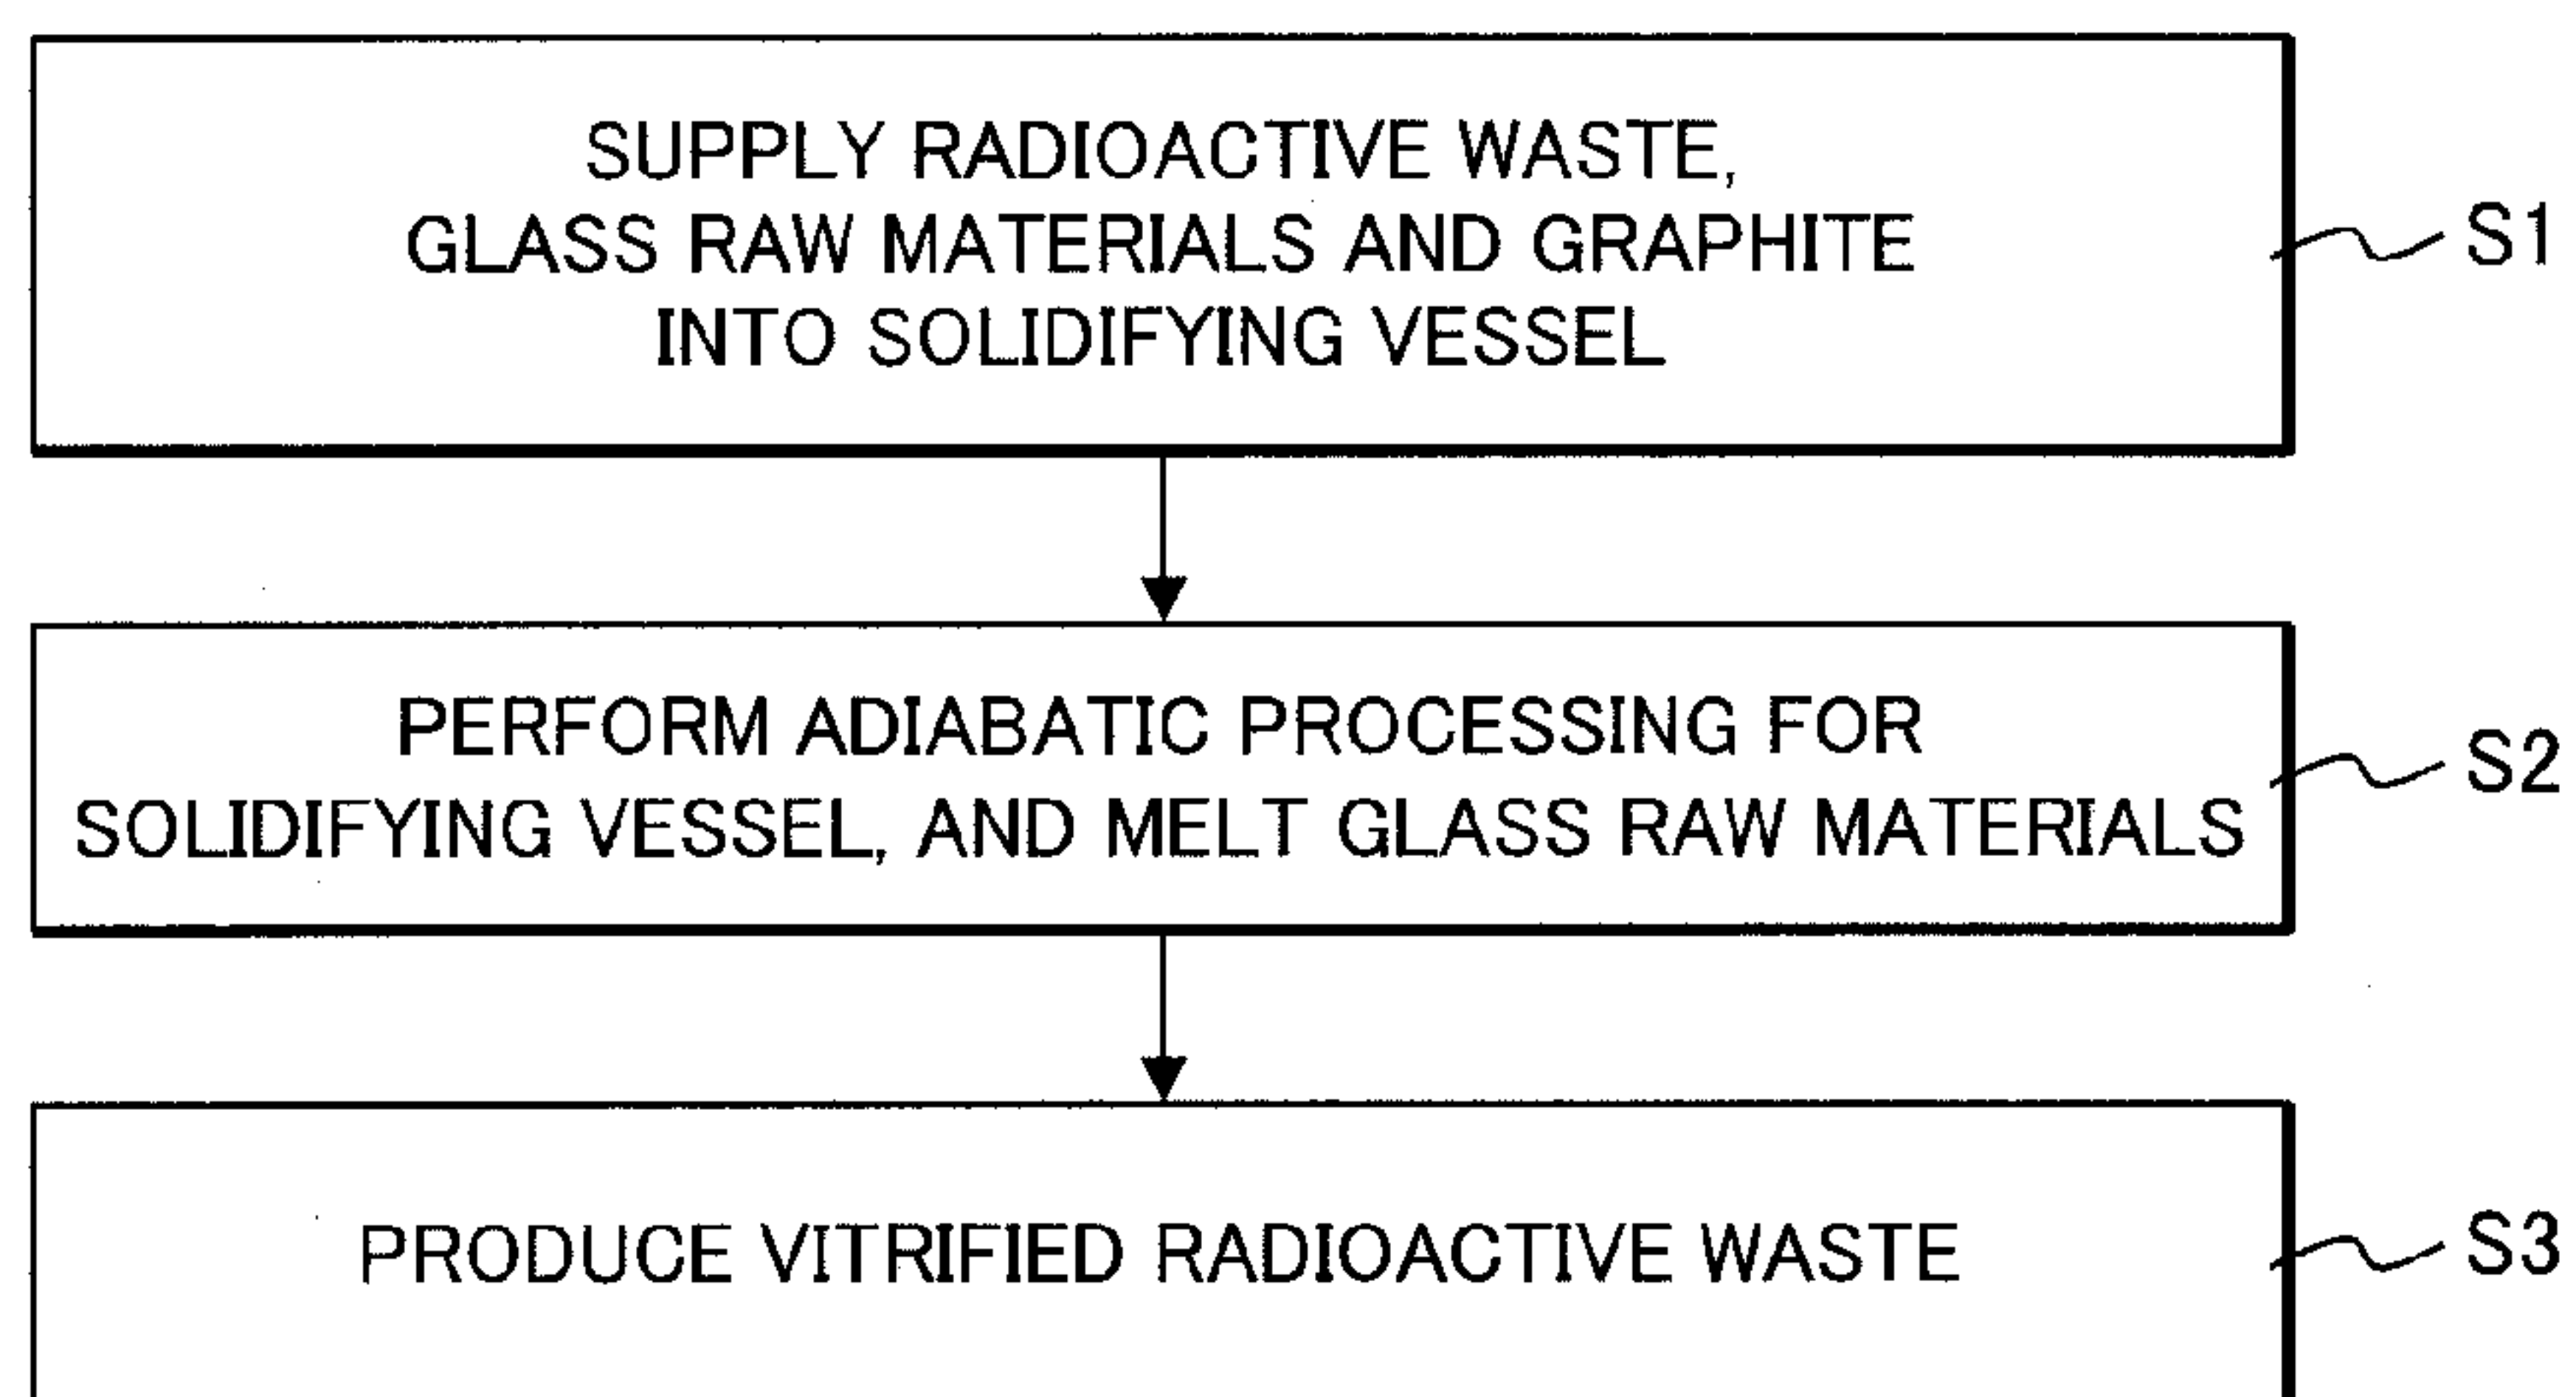 SUPPLY RADIOACTIVE WASTE,
GLASS RAW MATERIALS AND GRAPHITE
INTO SOLIDIFYING VESSEL
S1
PERFORM ADIABATIC PROCESSING FOR
SOLIDIFYING VESSEL, AND MELT GLASS RAW MATERIALS
S2
PRODUCE VITRIFIED RADIOACTIVE WASTE
S3